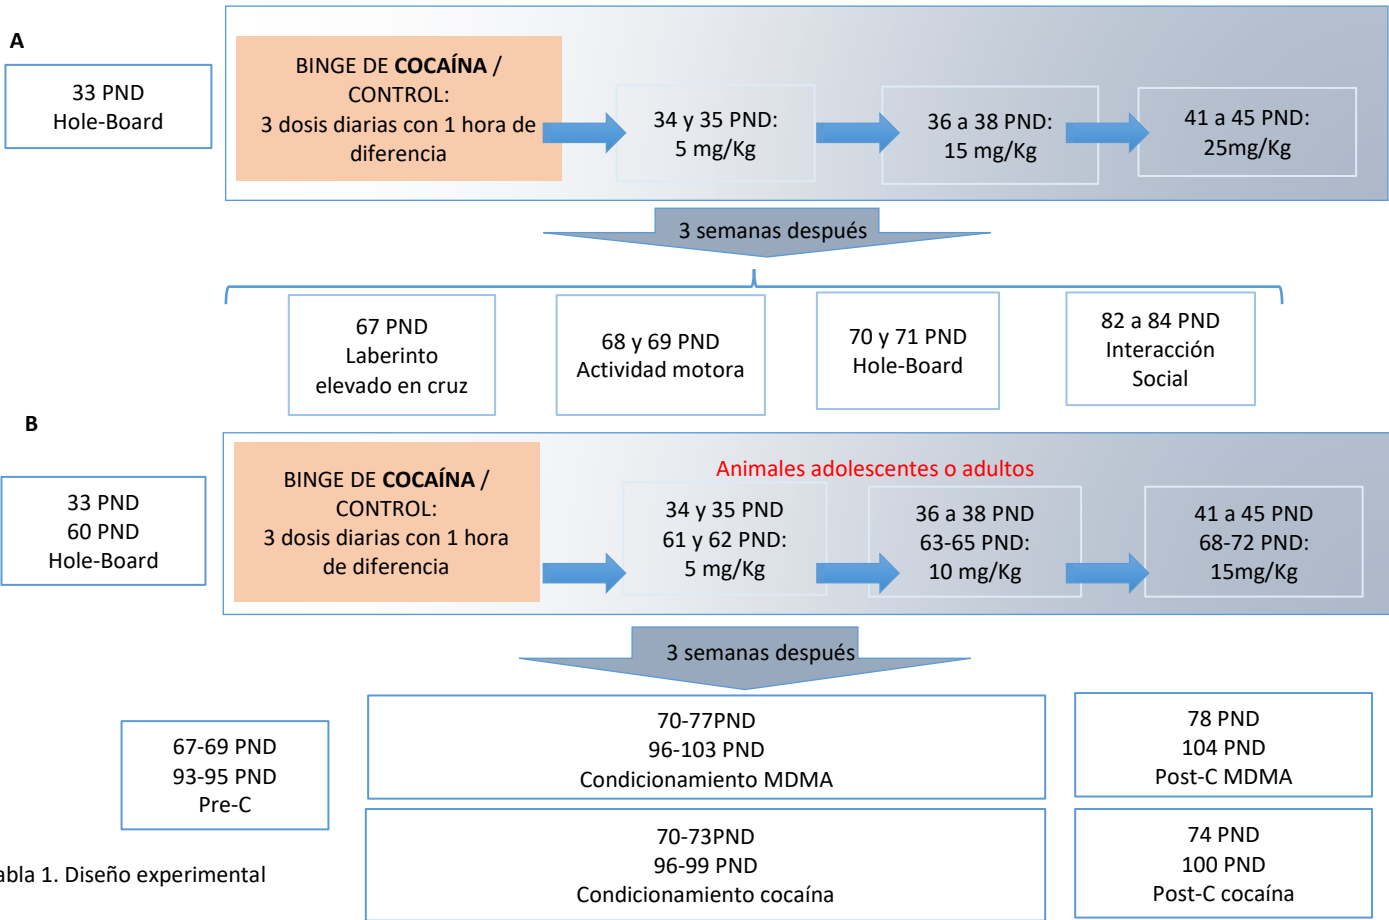 A
33 PND
Hole-Board
BINGE DE COCAÍNA /
CONTROL:
3 dosis diarias con 1 hora de
diferencia
34 y 35 PND:
5 mg/Kg
36 a 38 PND:
15 mg/Kg
41 a 45 PND:
25mg/Kg
3 semanas después
67 PND
Laberinto
elevado en cruz
68 y 69 PND
Actividad motora
70 y 71 PND
Hole-Board
82 a 84 PND
Interacción
Social
B
33 PND
60 PND
Hole-Board
BINGE DE COCAÍNA /
CONTROL:
3 dosis diarias con 1 hora
de diferencia
Animales adolescentes o adultos
34 y 35 PND
61 y 62 PND:
5 mg/Kg
36 a 38 PND
63-65 PND:
10 mg/Kg
41 a 45 PND
68-72 PND:
15mg/Kg
3 semanas después
67-69 PND
93-95 PND
Pre-C
70-77PND
96-103 PND
Condicionamiento MDMA
78 PND
104 PND
Post-C MDMA
70-73PND
96-99 PND
Condicionamiento cocaína
74 PND
100 PND
Post-C cocaína
abla 1. Diseño experimental